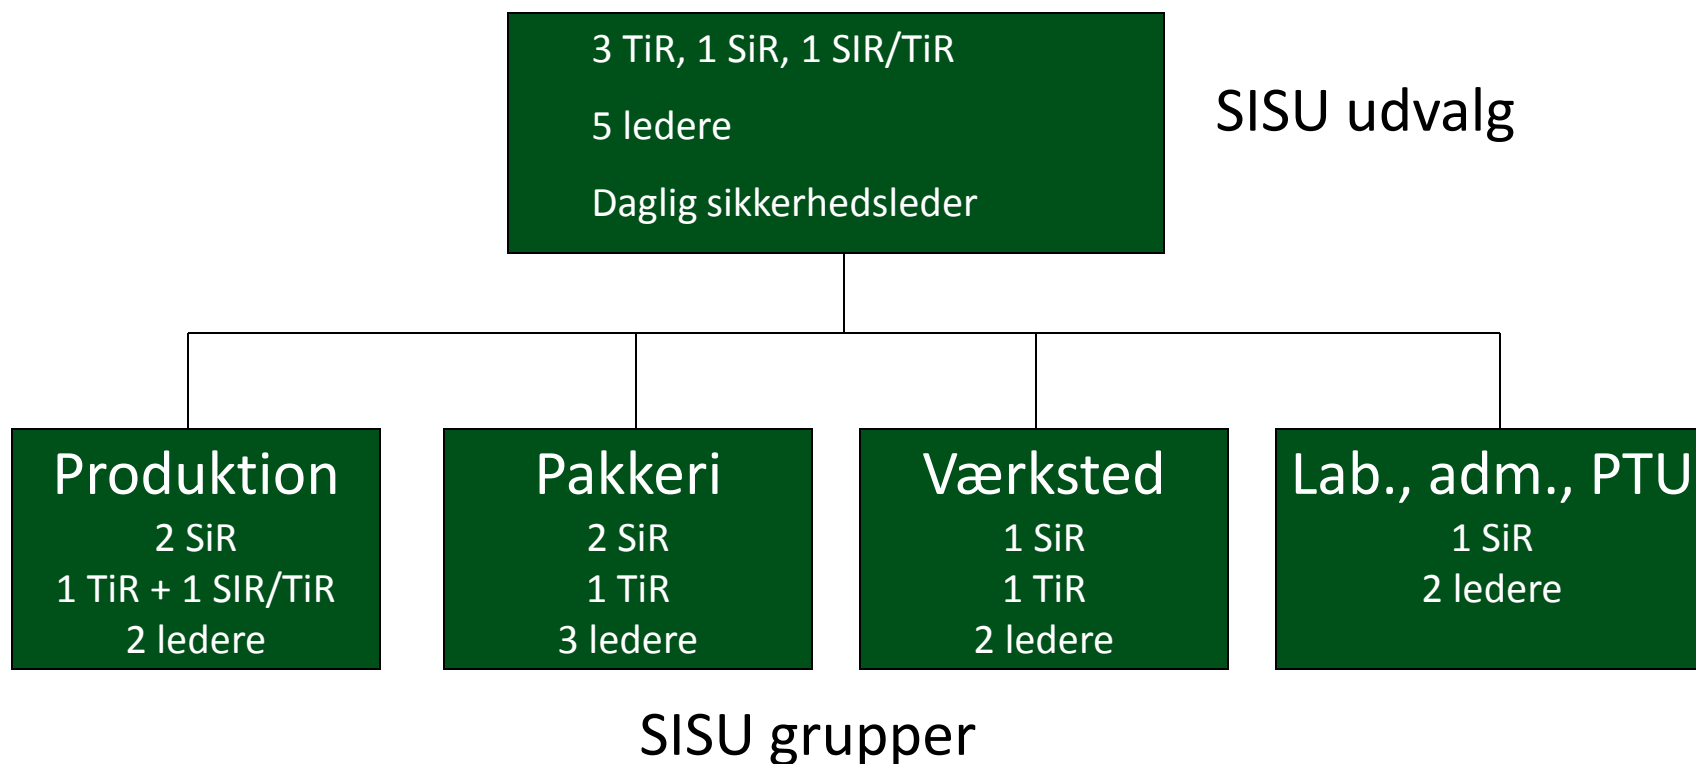 3 TiR, 1 SiR, 1 SIR/TiR
5 ledere
Daglig sikkerhedsleder
SISU udvalg
Produktion
2 SiR
1 TiR + 1 SIR/TiR
2 ledere
Pakkeri
2 SiR
1 TiR
3 ledere
Værksted
1 SiR
1 TiR
2 ledere
Lab., adm., PTU
1 SiR
2 ledere
SISU grupper